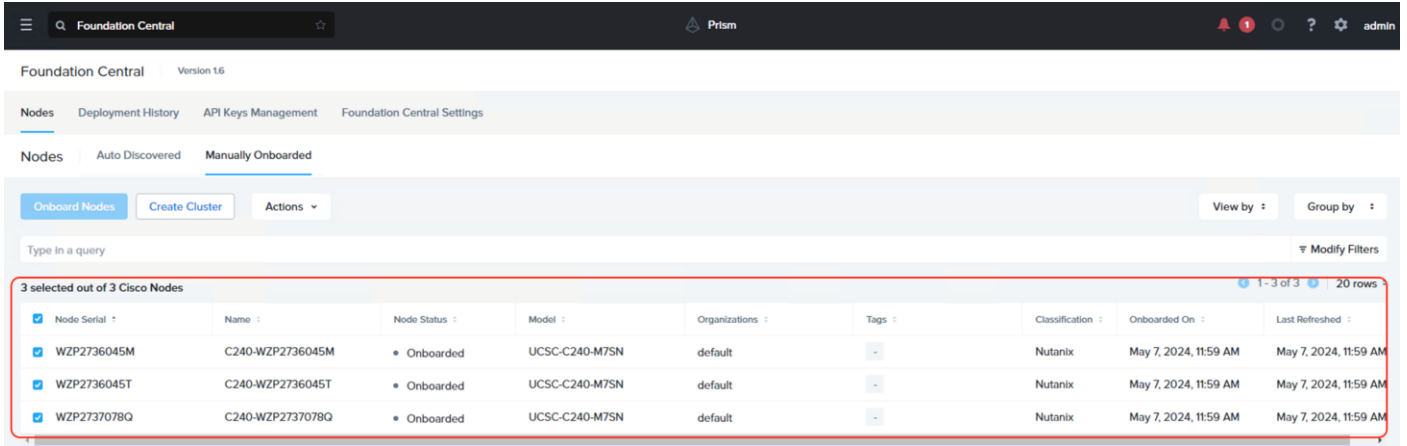 Foundation Central
Prism
1
?
admin
Foundation Central Version 1.6
Nodes Deployment History API Keys Management Foundation Central Settings
Nodes Auto Discovered Manually Onboarded
Onboard Nodes Create Cluster Actions View by Group by
Type in a query Modify Filters
3 selected out of 3 Cisco Nodes 1 - 3 of 3 20 rows
Node Serial Name Node Status Model Organizations Tags Classification Onboarded On Last Refreshed
WZP2736045M C240-WZP2736045M Onboarded UCSC-C240-M7SN default - Nutanix May 7, 2024, 11:59 AM May 7, 2024, 11:59 AM
WZP2736045T C240-WZP2736045T Onboarded UCSC-C240-M7SN default - Nutanix May 7, 2024, 11:59 AM May 7, 2024, 11:59 AM
WZP2737078Q C240-WZP2737078Q Onboarded UCSC-C240-M7SN default - Nutanix May 7, 2024, 11:59 AM May 7, 2024, 11:59 AM